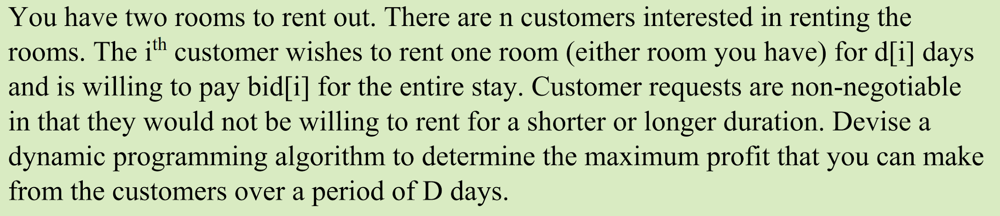 You have two rooms to rent out. There are n customers interested in renting the
rooms. The i^th customer wishes to rent one room (either room you have) for d[i] days
and is willing to pay bid[i] for the entire stay. Customer requests are non-negotiable
in that they would not be willing to rent for a shorter or longer duration. Devise a
dynamic programming algorithm to determine the maximum profit that you can make
from the customers over a period of D days.